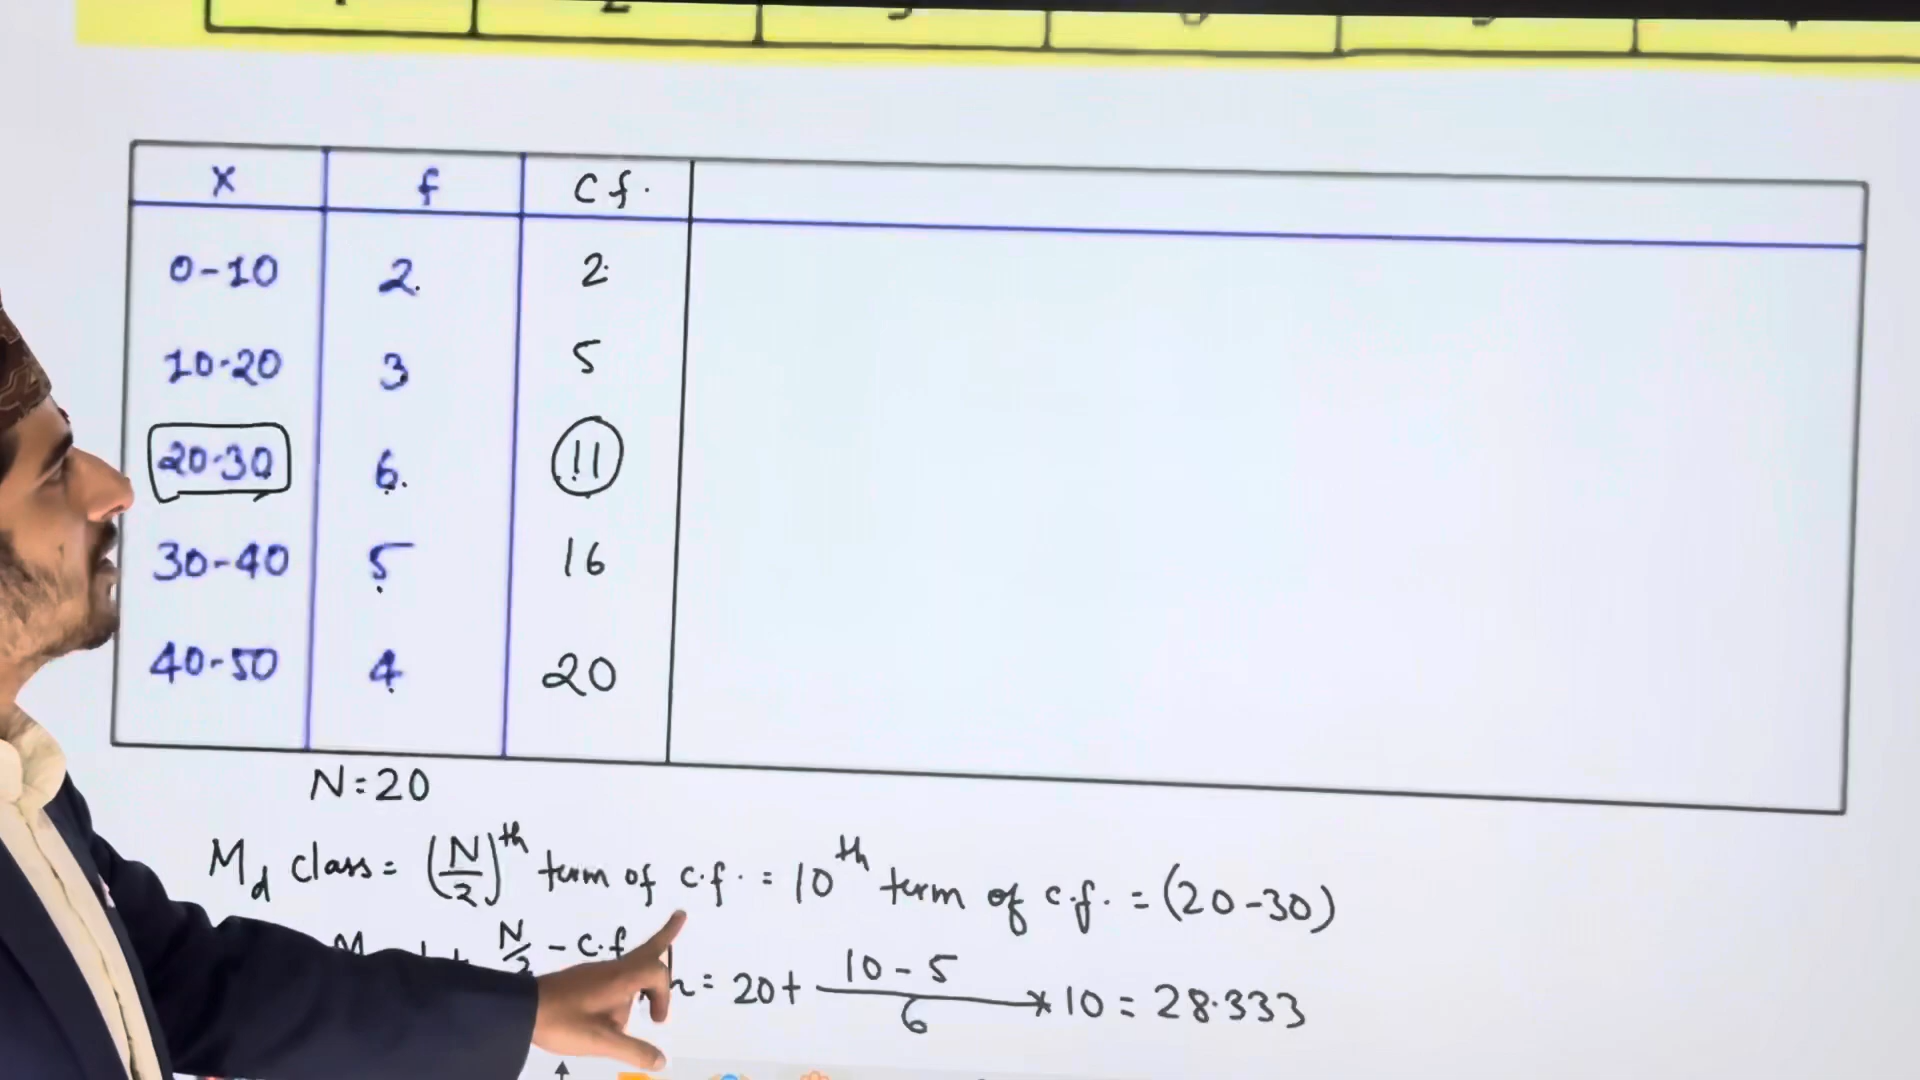 X f Cf.
0-10 2 2
10-20 3 5
20-30 6 11
30-40 5 16
40-50 4 20
N=20
Md class = (N/2)th term of c.f. = 10th term of c.f. = (20-30)
N/2 - c.f
h = 20 + 10-5/6 * 10 = 28.333